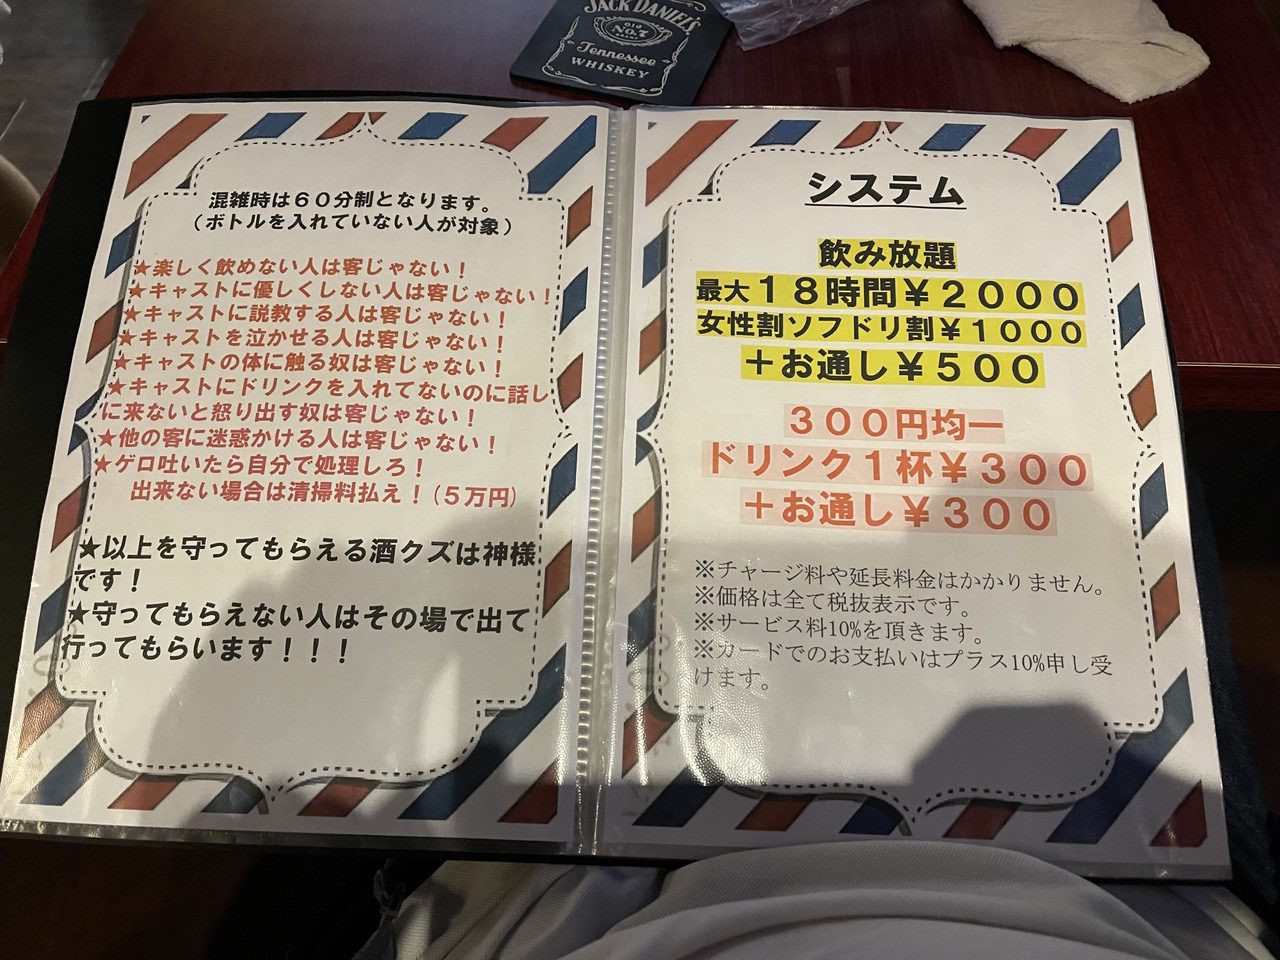 JACK DANIEL'S
OLD
No.7
BRAND
Tennessee
WHISKEY
混雑時は６０分制となります。
（ボトルを入れていない人が対象）
★楽しく飲めない人は客じゃない！
★キャストに優しくしない人は客じゃない！
★キャストに説教する人は客じゃない！
★キャストを泣かせる人は客じゃない！
★キャストの体に触る奴は客じゃない！
★キャストにドリンクを入れてないのに話し
に来ないと怒り出す奴は客じゃない！
★他の客に迷惑かける人は客じゃない！
★ゲロ吐いたら自分で処理しろ！
出来ない場合は清掃料払え！（５万円）
★以上を守ってもらえる酒クズは神様
です！
★守ってもらえない人はその場で出て
行ってもらいます！！！
システム
飲み放題
最大１８時間￥２０００
女性割ソフドリ割￥１０００
＋お通し￥５００
３００円均一
ドリンク１杯￥３００
＋お通し￥３００
※チャージ料や延長料金はかかりません。
※価格は全て税抜表示です。
※サービス料10%を頂きます。
※カードでのお支払いはプラス10%申し受
けます。